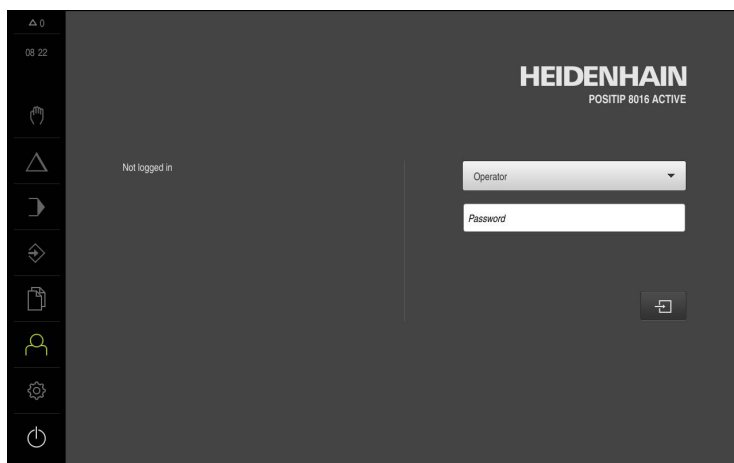 0
08 22
HEIDENHAIN
POSITIP 8016 ACTIVE
Not logged in
Operator
Password